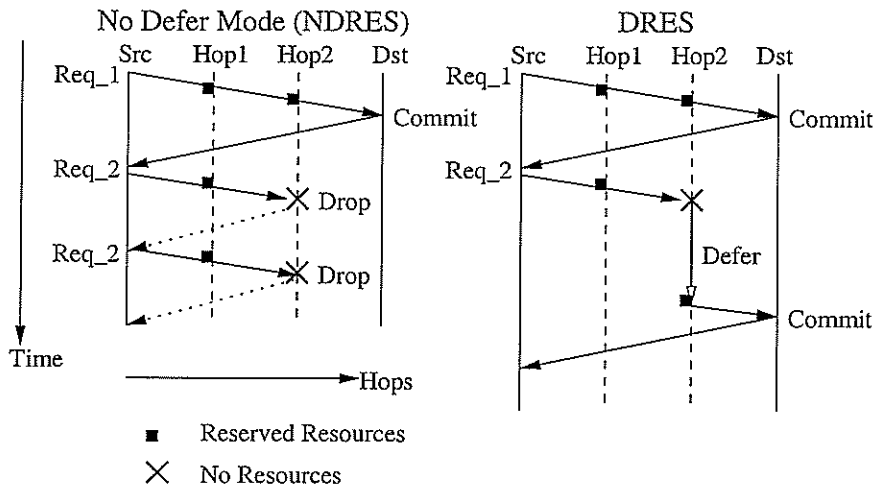 No Defer Mode (NDRES)
Src Hop1 Hop2 Dst
Req_1
Commit
Req_2
Drop
Req_2
Drop
Time
Hops
DRES
Src Hop1 Hop2 Dst
Req_1
Commit
Req_2
Defer
Commit
Reserved Resources
No Resources